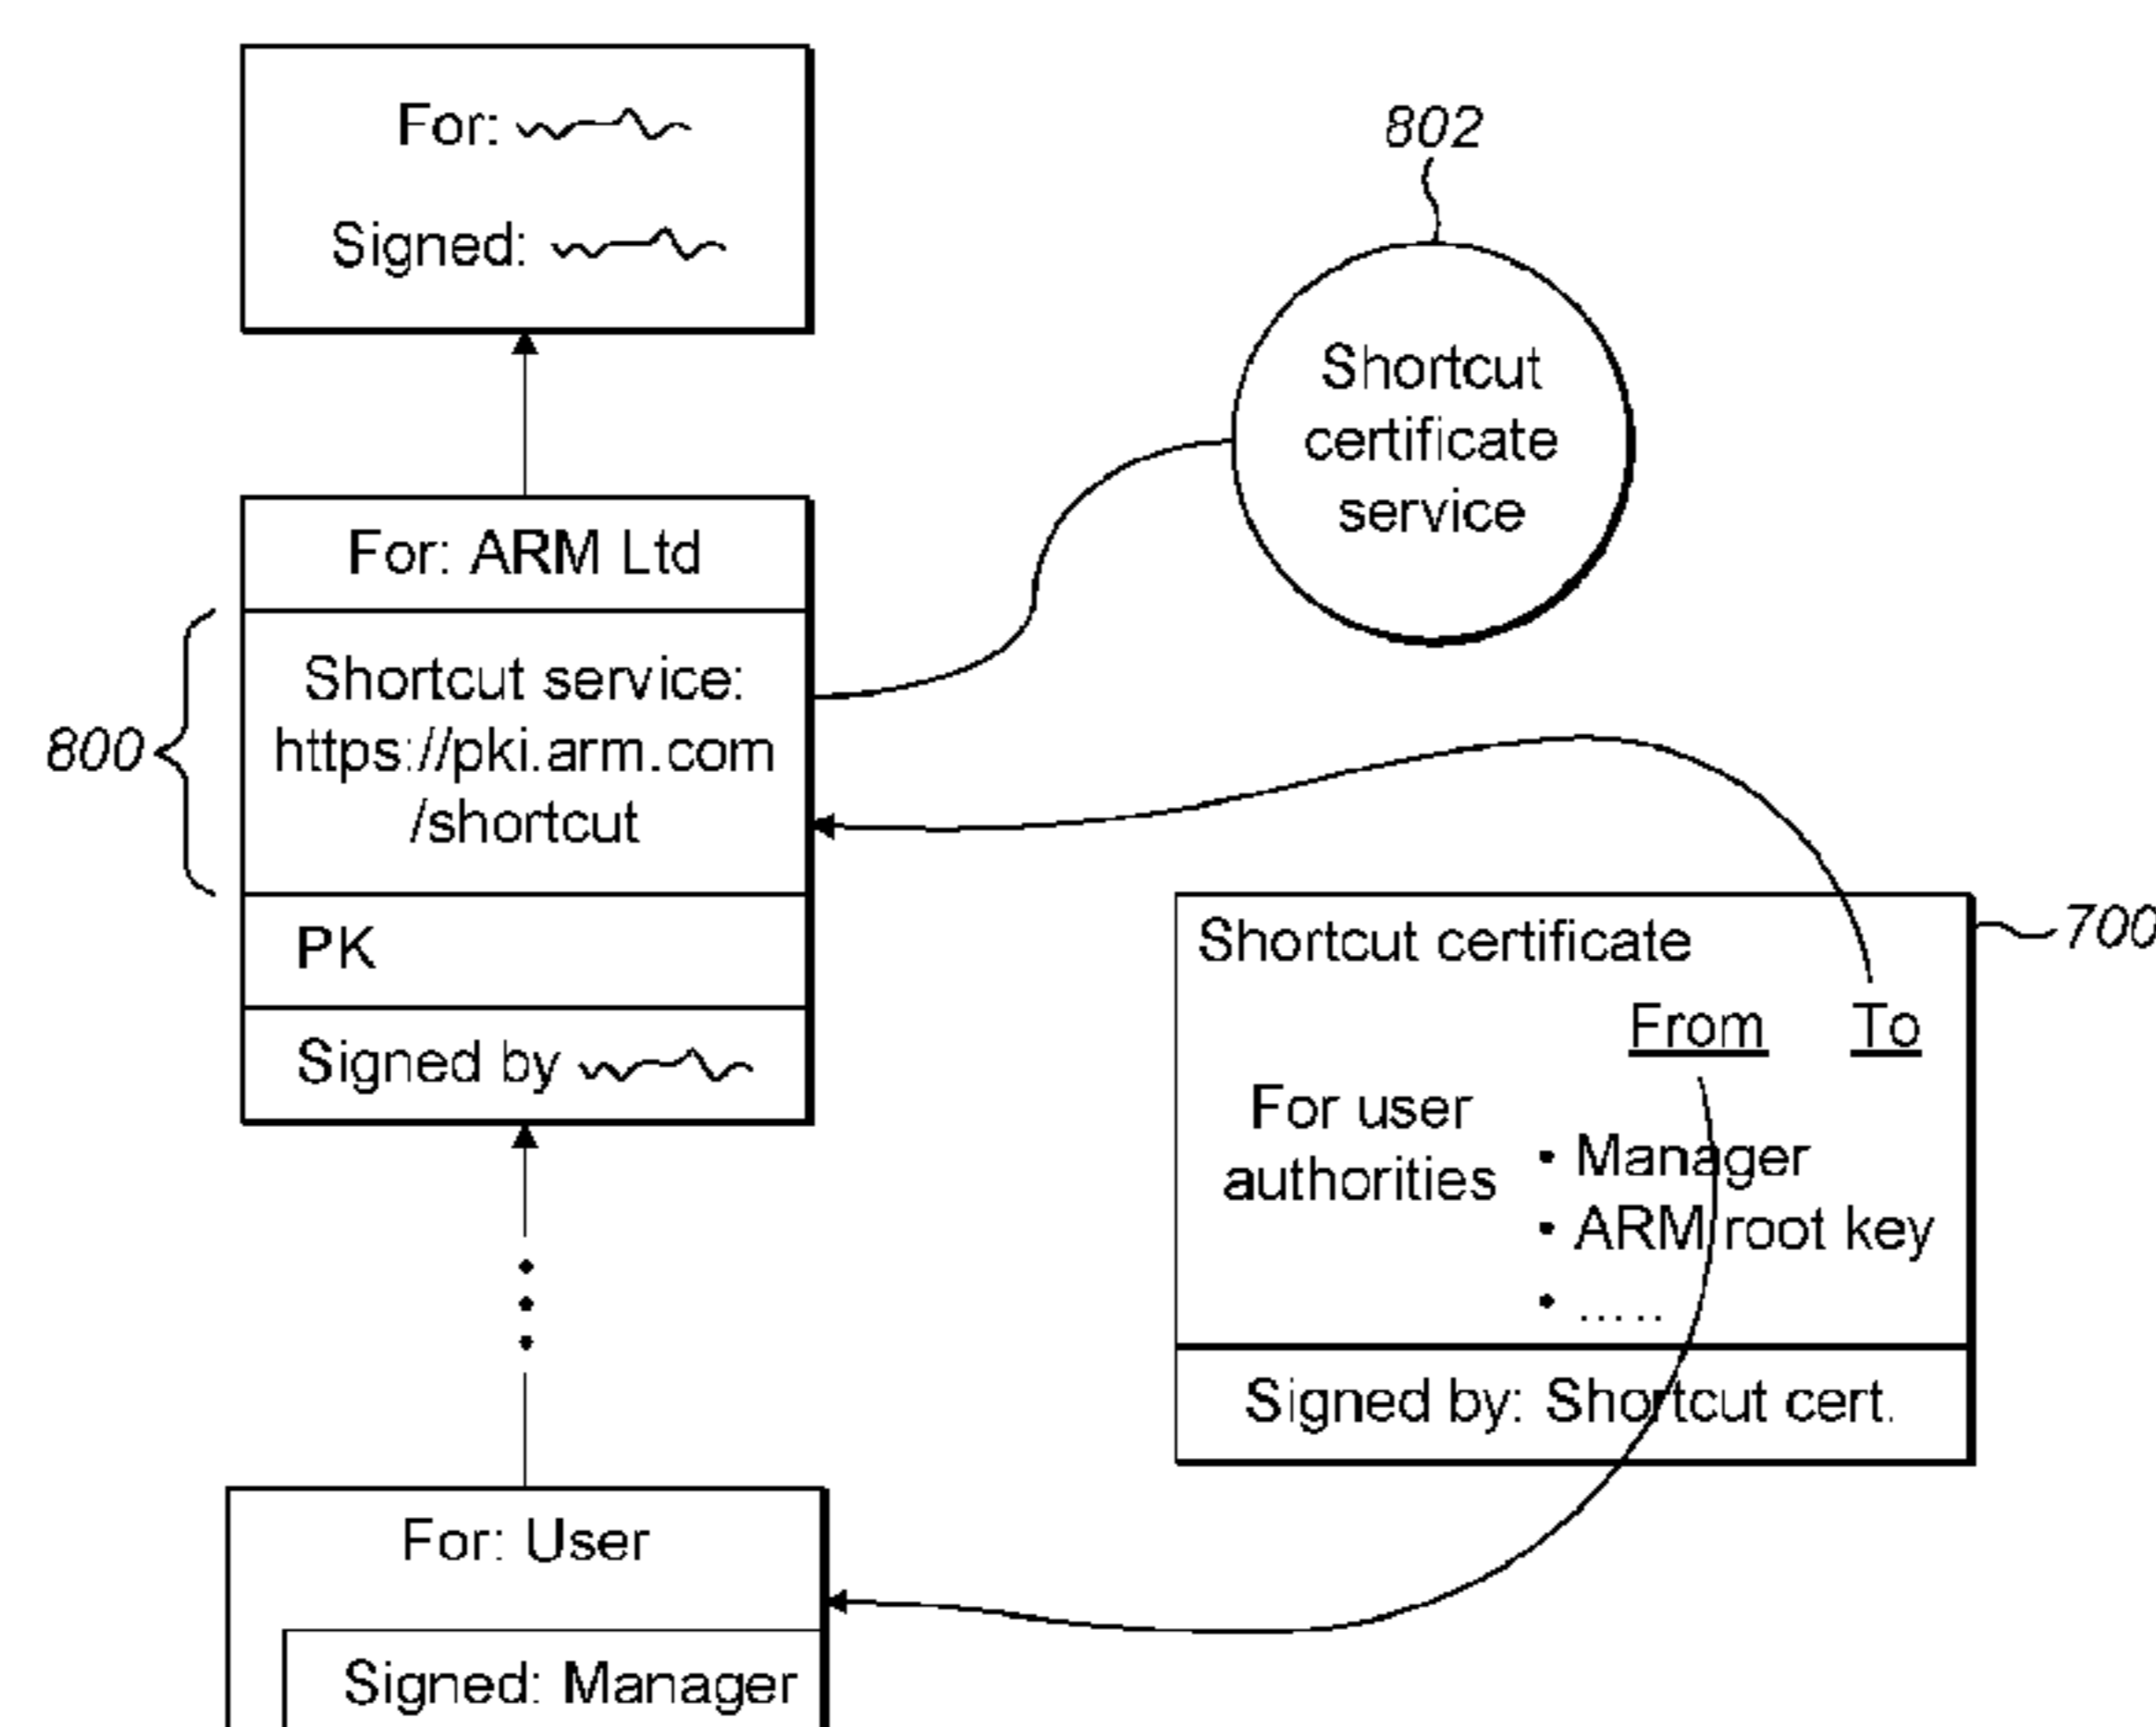 For:
Signed:
802
Shortcut
certificate
service
For: ARM Ltd
Shortcut service:
https://pki.arm.com
/shortcut
800
PK
Signed by
Shortcut certificate
700
From To
For user
authorities
• Manager
• ARM root key
• .....
Signed by: Shortcut cert.
For: User
Signed: Manager